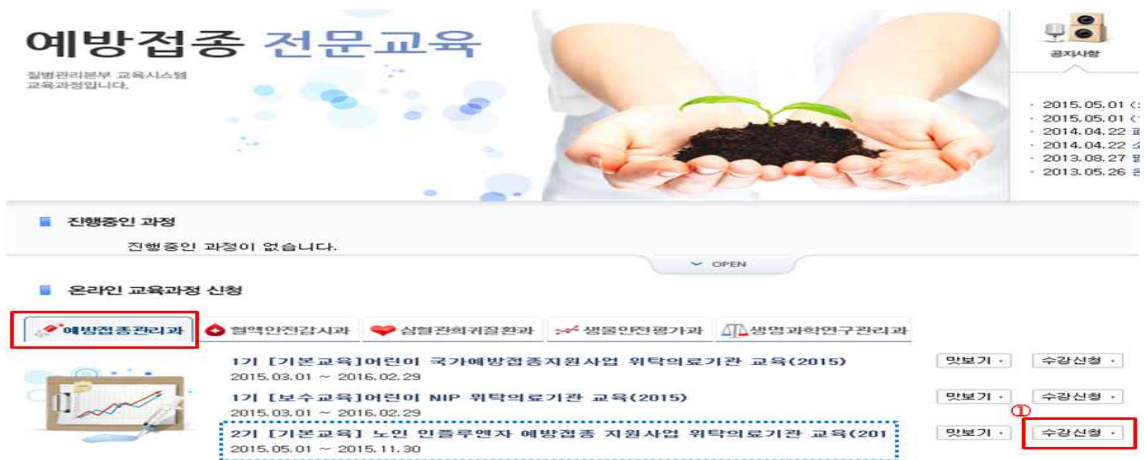 예방접종 전문교육
질병관리본부 교육시스템
교육과정입니다.
공지사항
· 2015.05.01
· 2015.05.01
· 2014.04.22
· 2014.04.22
· 2013.08.27
· 2013.05.26
진행중인 과정
진행중인 과정이 없습니다.
OPEN
온라인 교육과정 신청
예방접종관리과 혈액안전감시과 심혈관희귀질환과 생물안전평가과 생명과학연구관리과
1기 [기본교육]어린이 국가예방접종지원사업 위탁의료기관 교육(2015) 맛보기 수강신청
2015.03.01 ~ 2016.02.29
1기 [보수교육]어린이 NIP 위탁의료기관 교육(2015) 맛보기 수강신청
2015.03.01 ~ 2016.02.29
①
2기 [기본교육] 노인 인플루엔자 예방접종 지원사업 위탁의료기관 교육(201 맛보기 수강신청
2015.05.01 ~ 2015.11.30